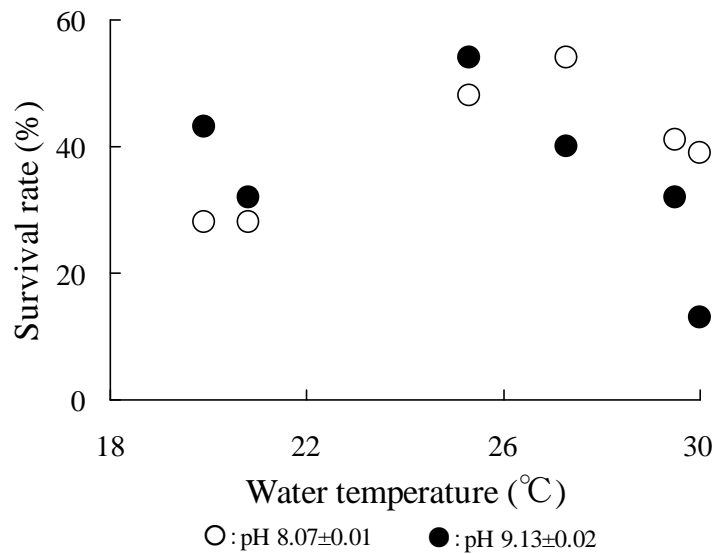 60
40
20
0
Survival rate (%)
18 22 26 30
Water temperature (℃)
○ : pH 8.07±0.01 ● : pH 9.13±0.02